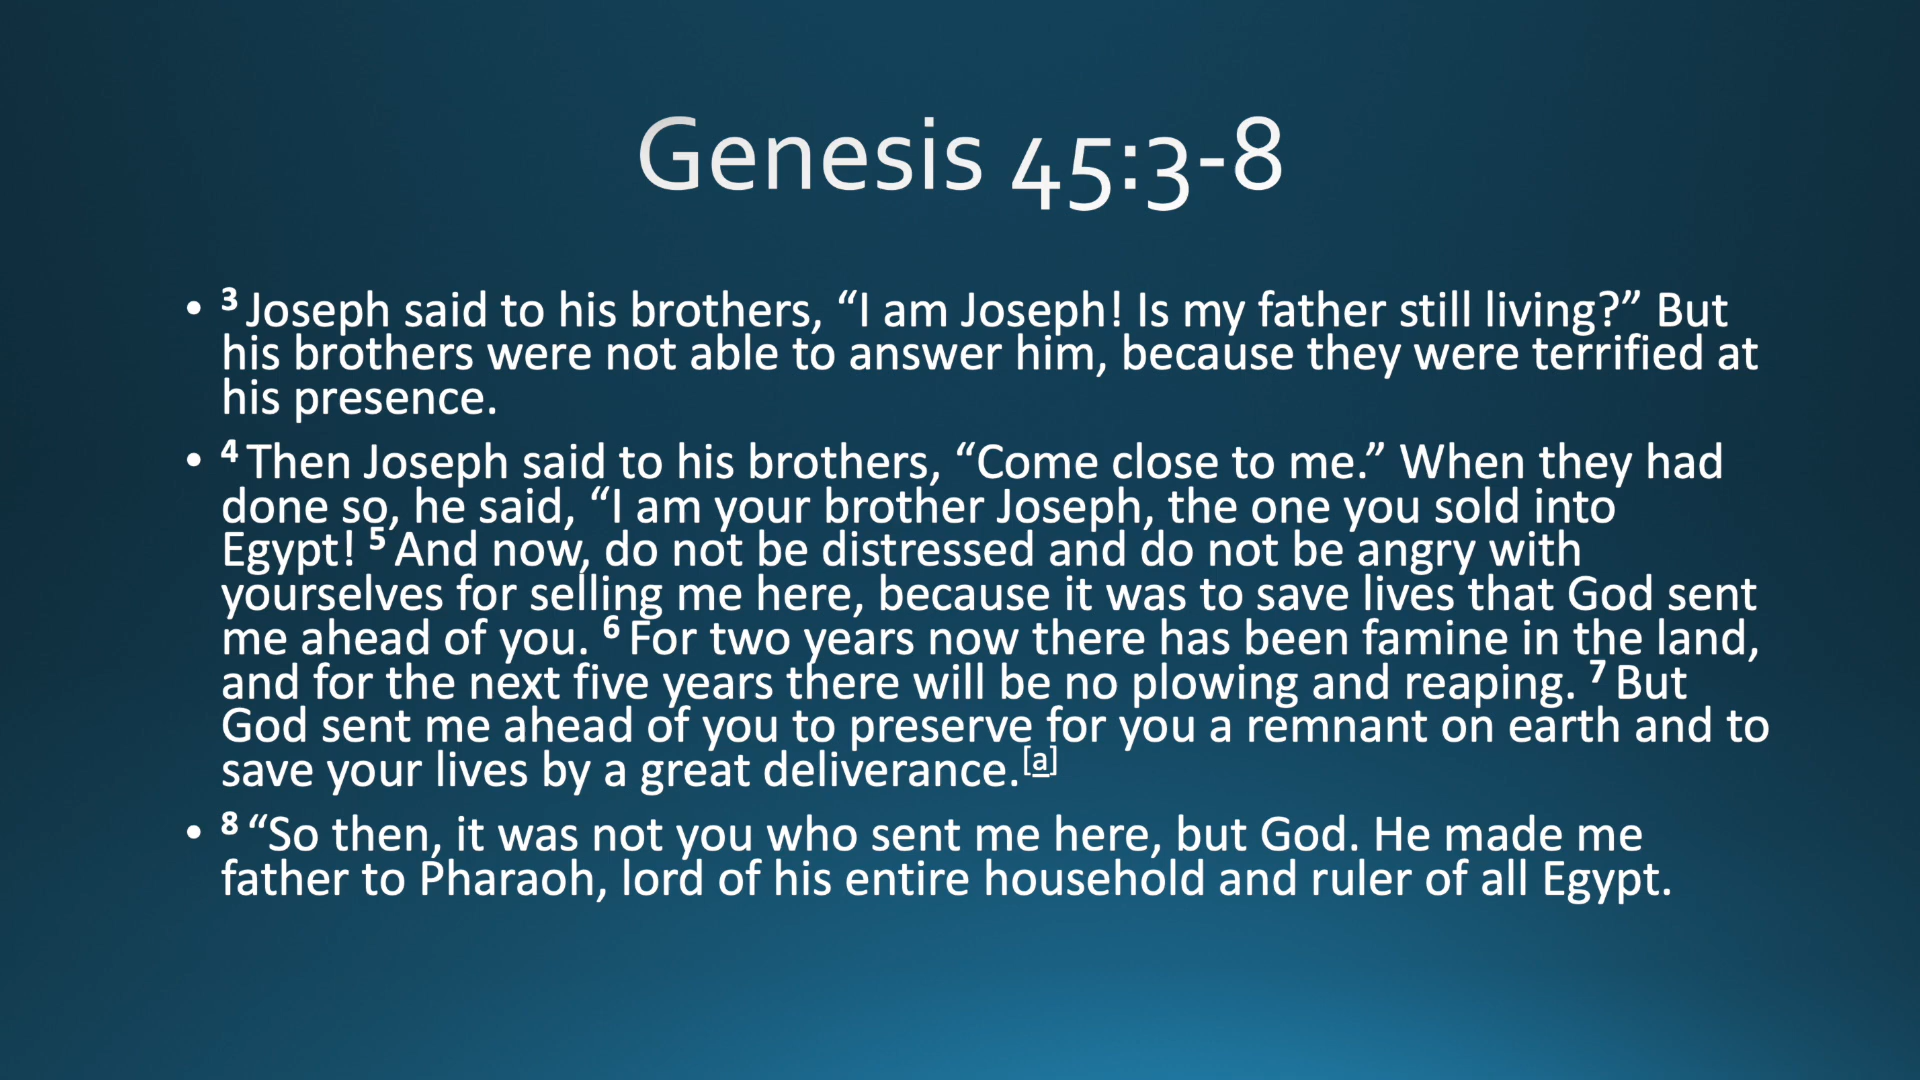 Genesis 45:3-8
• 3 Joseph said to his brothers, “I am Joseph! Is my father still living?” But
his brothers were not able to answer him, because they were terrified at
his presence.
• 4 Then Joseph said to his brothers, “Come close to me.” When they had
done so, he said, “I am your brother Joseph, the one you sold into
Egypt! 5 And now, do not be distressed and do not be angry with
yourselves for selling me here, because it was to save lives that God sent
me ahead of you. 6 For two years now there has been famine in the land,
and for the next five years there will be no plowing and reaping. 7 But
God sent me ahead of you to preserve for you a remnant on earth and to
save your lives by a great deliverance.[a]
• 8 “So then, it was not you who sent me here, but God. He made me
father to Pharaoh, lord of his entire household and ruler of all Egypt.